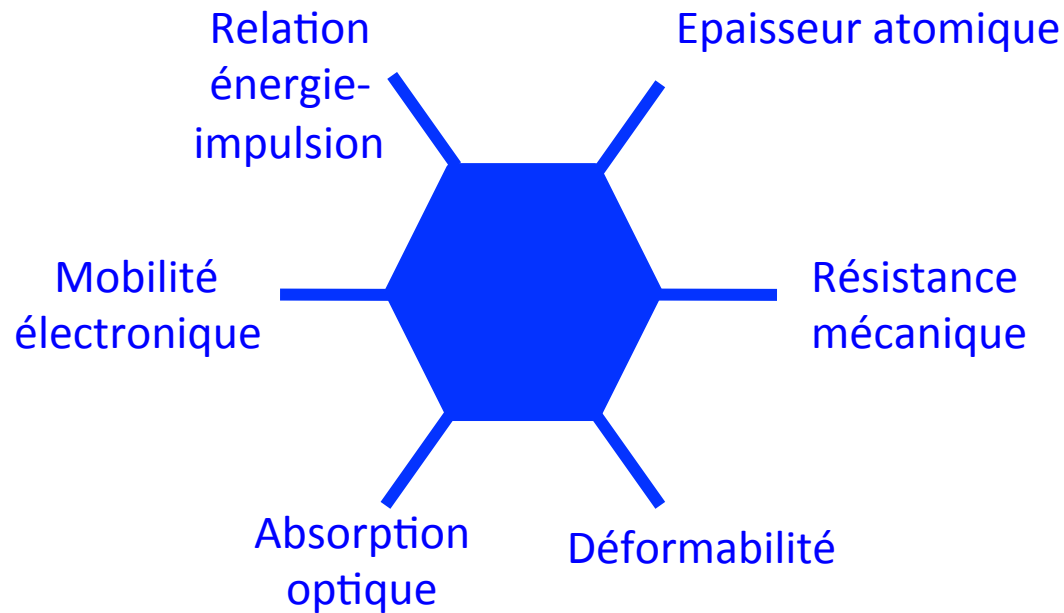 Relation
énergie-
impulsion
Epaisseur atomique
Mobilité
électronique
Résistance
mécanique
Absorption
optique
Déformabilité